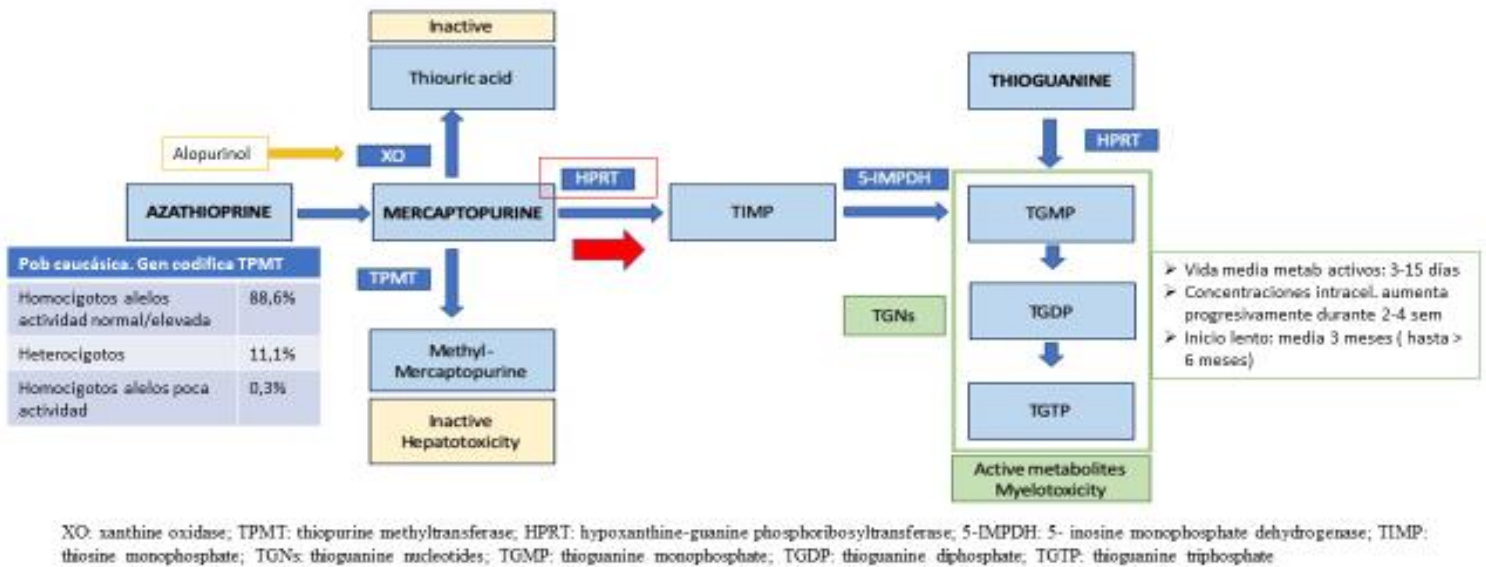 Inactive
Thiouric acid
THIOGUANINE
Alopurinol
XO
HPRT
HPRT
5-IMPDH
AZATHIOPRINE
MERCAPTOPURINE
TIMP
TGMP
Pob caucásica. Gen codifica TPMT
Homocigotos alelos
actividad normal/elevada
88,6%
Heterocigotos
11,1%
Homocigotos alelos poca
actividad
0,3%
TPMT
Methyl-
Mercaptopurine
Inactive
Hepatotoxicity
TGNs
TGDP
TGTP
Active metabolites
Myelotoxicity
➢ Vida media metab activos: 3-15 días
➢ Concentraciones intracel. aumenta
progresivamente durante 2-4 sem
➢ Inicio lento: media 3 meses ( hasta >
6 meses)
XO: xanthine oxidase; TPMT: thiopurine methyltransferase; HPRT: hypoxanthine-guanine phosphoribosyltransferase; 5-IMPDH: 5- inosine monophosphate dehydrogenase; TIMP:
thiosine monophosphate; TGNs: thioguanine nucleotides; TGMP: thioguanine monophosphate; TGDP: thioguanine diphosphate; TGTP: thioguanine triphosphate